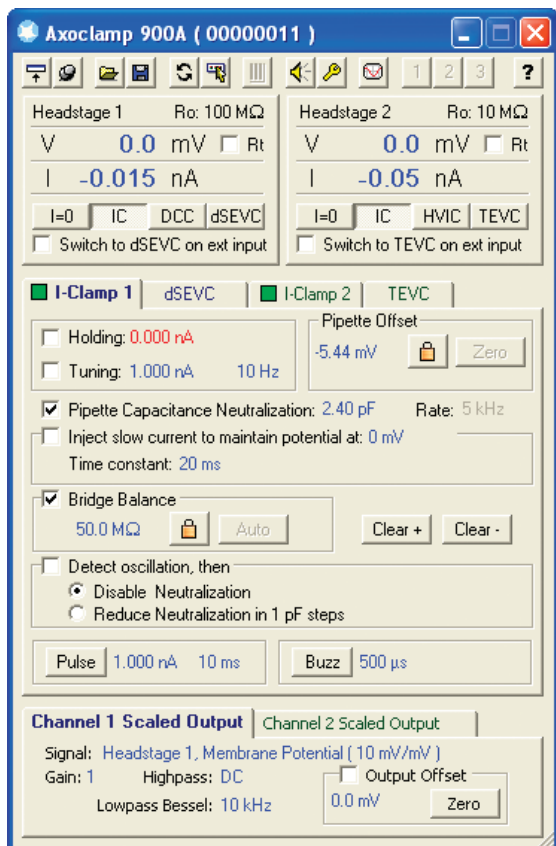 Axoclamp 900A ( 00000011 )
1 2 3 ?
Headstage 1 Ro: 100 MΩ
V 0.0 mV Rt
I -0.015 nA
I=0 IC DCC dSEVC
Switch to dSEVC on ext input
Headstage 2 Ro: 10 MΩ
V 0.0 mV Rt
I -0.05 nA
I=0 IC HVIC TEVC
Switch to TEVC on ext input
I-Clamp 1 dSEVC I-Clamp 2 TEVC
Holding: 0.000 nA
Tuning: 1.000 nA 10 Hz
Pipette Offset
-5.44 mV Zero
Pipette Capacitance Neutralization: 2.40 pF Rate: 5 kHz
Inject slow current to maintain potential at: 0 mV
Time constant: 20 ms
Bridge Balance
50.0 MΩ Auto Clear + Clear -
Detect oscillation, then
Disable Neutralization
Reduce Neutralization in 1 pF steps
Pulse 1.000 nA 10 ms Buzz 500 µs
Channel 1 Scaled Output Channel 2 Scaled Output
Signal: Headstage 1, Membrane Potential ( 10 mV/mV )
Gain: 1 Highpass: DC
Lowpass Bessel: 10 kHz
Output Offset
0.0 mV Zero